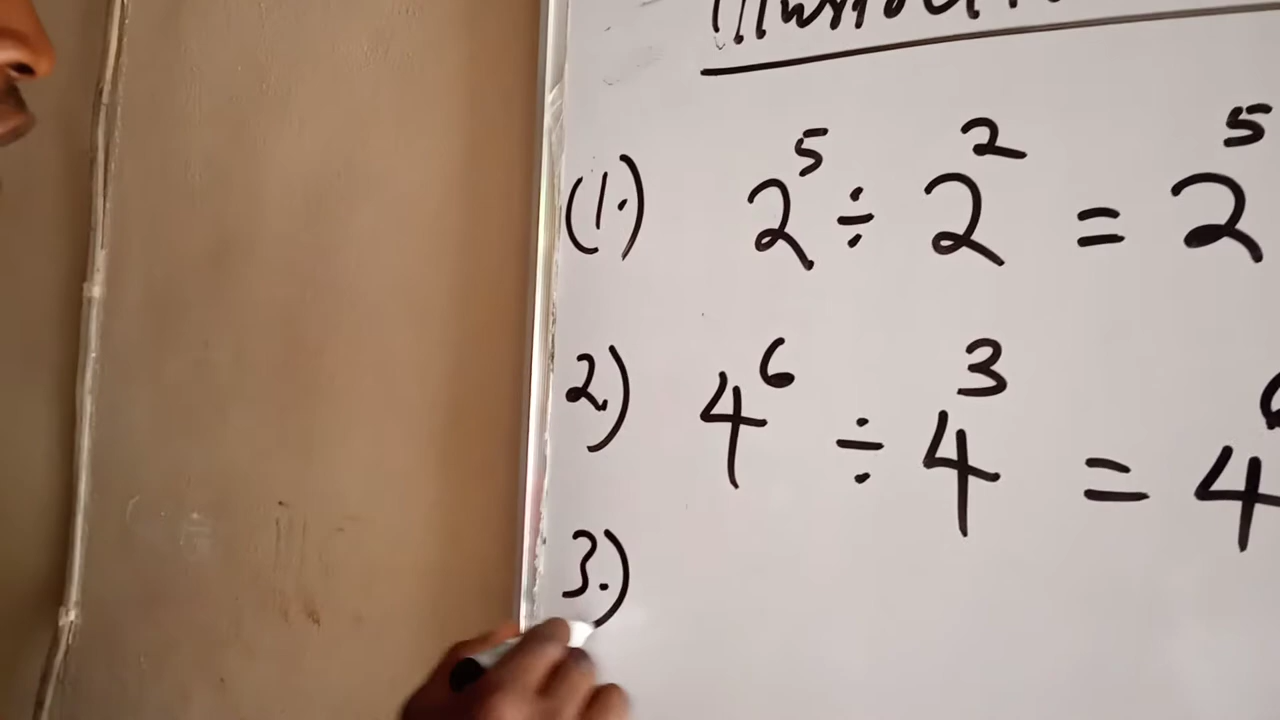 (1.) 2⁵ ÷ 2² = 2⁵
2.) 4⁶ ÷ 4³ = 4
3.)